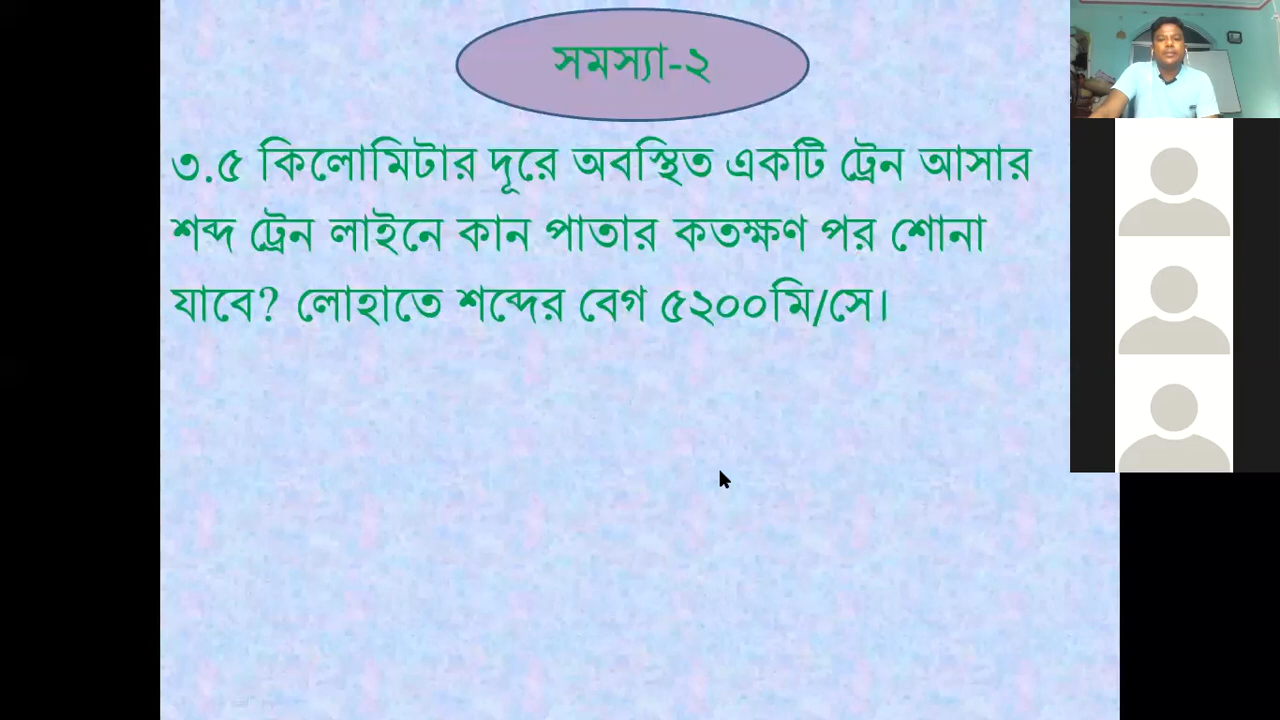 সমস্যা-২
৩.৫ কিলোমিটার দূরে অবস্থিত একটি ট্রেন আসার
শব্দ ট্রেন লাইনে কান পাতার কতক্ষণ পর শোনা
যাবে? লোহাতে শব্দের বেগ ৫২০০মি/সে।